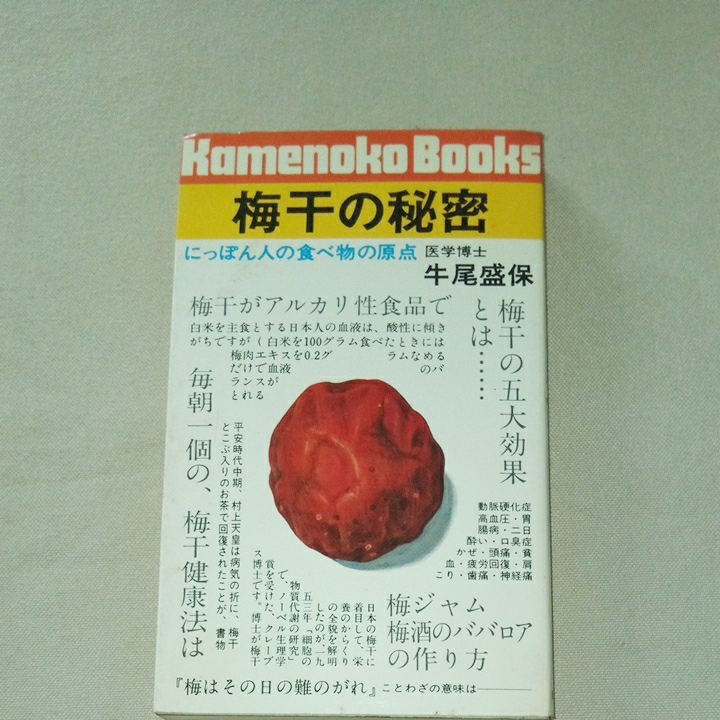 Kamenoko Books
梅干の秘密
にっぽん人の食べ物の原点
医学博士
牛尾盛保
梅干がアルカリ性食品で
白米を主食とする日本人の血液は、酸性に傾き
がちですが(白米を100グラム食べたときには
梅肉エキスを0.2グ ラムなめる
だけで血液 のバ
ランスが
とれる
梅干の五大効果
とは……
毎朝一個の、梅干健康法は
平安時代中期、村上天皇は病気の折に、梅干
とこぶ入りのお茶で回復されたことが、書物
動脈硬化症
高血圧・胃
腸病・二日
酔い・口臭症
かぜ・頭痛・貧
血・疲労回復・肩
こり・歯痛・神経痛
日本の梅干に
着目して、栄
養のからくり
の全貌を解明
したのが一九
五三年「細胞の
物質代謝の研究」
で、ノーベル生理学
賞を受けた、クレーブ
ス博士です。博士が梅干
梅ジャム
梅酒のババロア
の作り方
『梅はその日の難のがれ』ことわざの意味は――